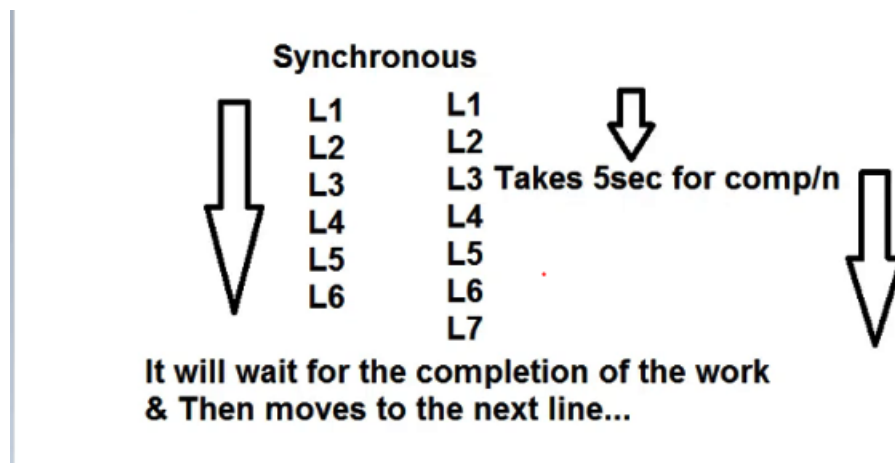 Synchronous
L1
L2
L3
L4
L5
L6
L1
L2
L3 Takes 5sec for comp/n
L4
L5
L6
L7
It will wait for the completion of the work
& Then moves to the next line...